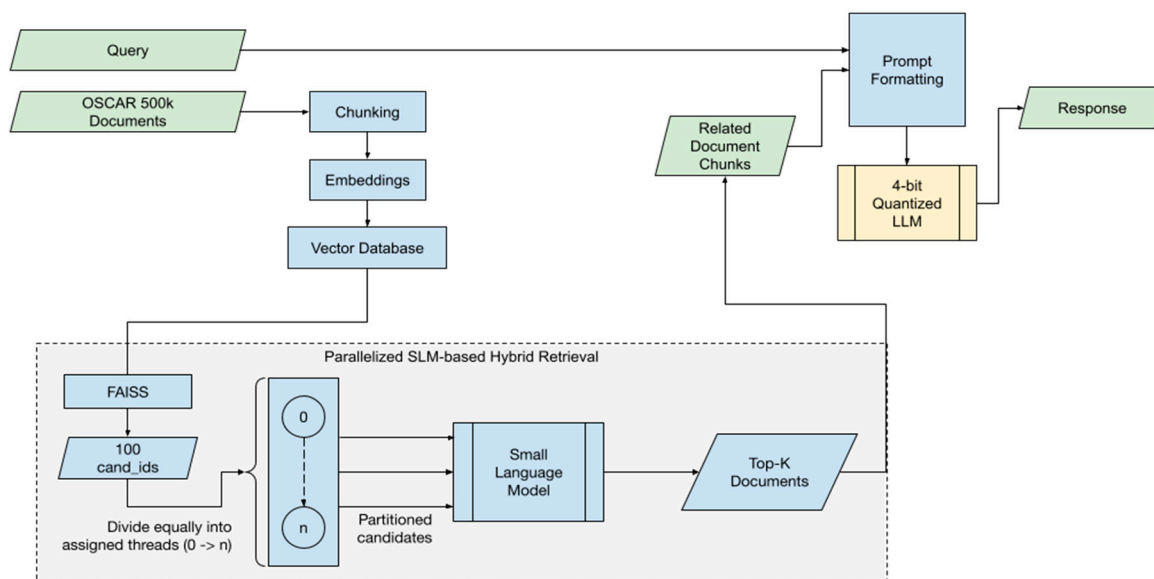 Query
OSCAR 500k
Documents
Chunking
Embeddings
Vector Database
Related
Document
Chunks
Prompt
Formatting
4-bit
Quantized
LLM
Response
Parallelized SLM-based Hybrid Retrieval
FAISS
100
cand_ids
Divide equally into
assigned threads (0 -> n)
0
n
Partitioned
candidates
Small
Language
Model
Top-K
Documents